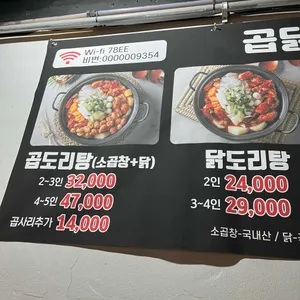 Wi-fi 78EE
비번:0000009354
곱도리탕(소곱창+닭)
2~3인 32,000
4~5인 47,000
곱사리추가 14,000
닭도리탕
2인 24,000
3~4인 29,000
소곱창-국내산 / 닭-